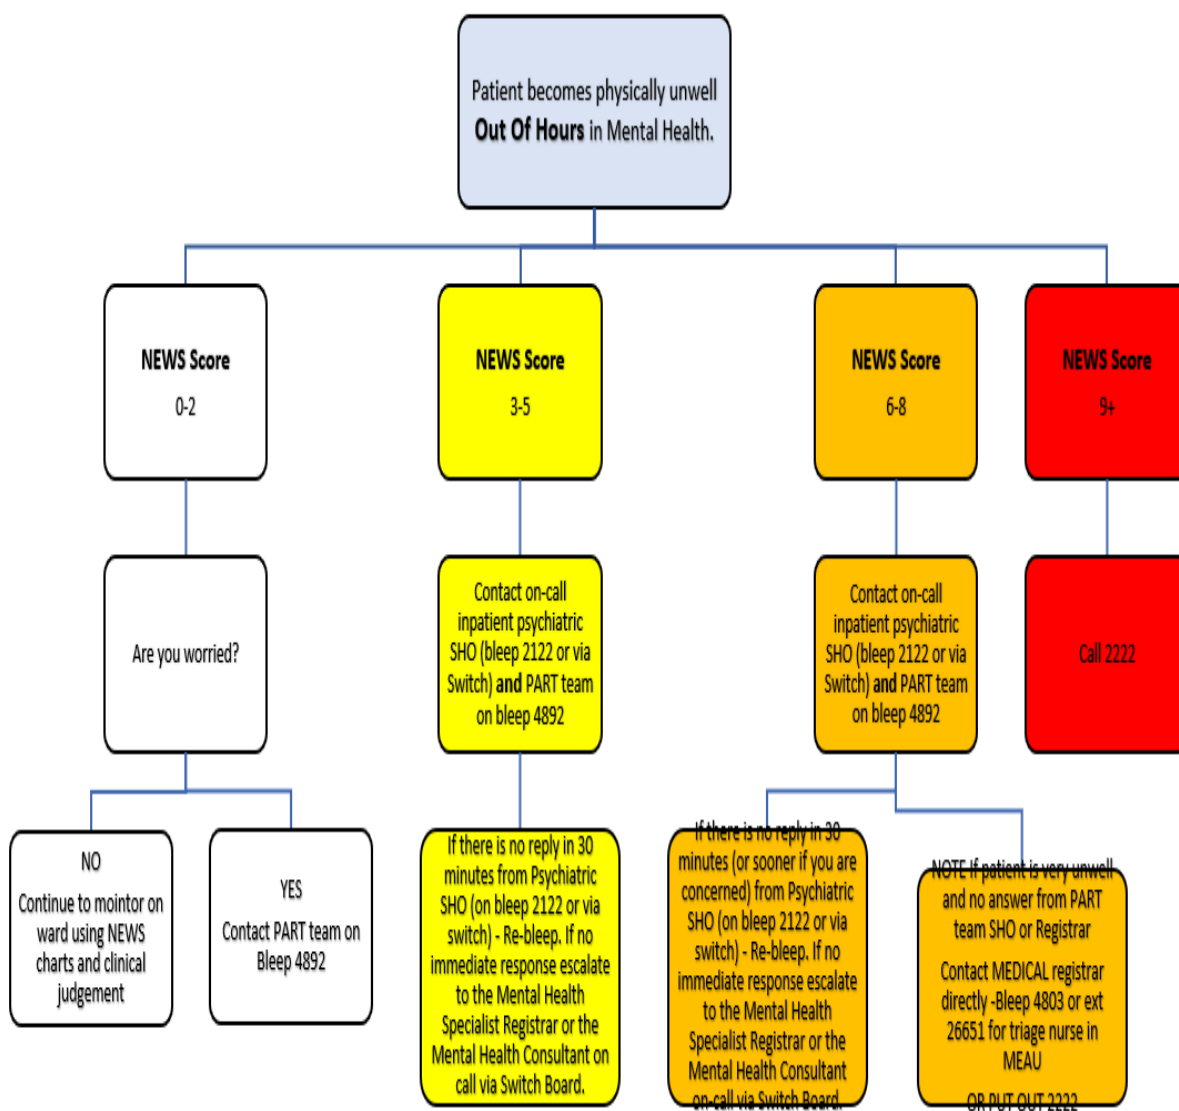 Patient becomes physically unwell
Out Of Hours in Mental Health.
NEWS Score
0-2
NEWS Score
3-5
NEWS Score
6-8
NEWS Score
9+
Are you worried?
Contact on-call
inpatient psychiatric
SHO (bleep 2122 or via
Switch) and PART team
on bleep 4892
Contact on-call
inpatient psychiatric
SHO (bleep 2122 or via
Switch) and PART team
on bleep 4892
Call 2222
NO
Continue to mointor on
ward using NEWS
charts and clinical
judgement
YES
Contact PART team on
Bleep 4892
If there is no reply in 30
minutes from Psychiatric
SHO (on bleep 2122 or via
switch) - Re-bleep. If no
immediate response escalate
to the Mental Health
Specialist Registrar or the
Mental Health Consultant on
call via Switch Board.
If there is no reply in 30
minutes (or sooner if you are
concerned) from Psychiatric
SHO (on bleep 2122 or via
switch) - Re-bleep. If no
immediate response escalate
to the Mental Health
Specialist Registrar or the
Mental Health Consultant
on-call via Switch Board.
NOTE If patient is very unwell
and no answer from PART
team SHO or Registrar
Contact MEDICAL registrar
directly -Bleep 4803 or ext
26651 for triage nurse in
MEAU
OR PUT OUT 2222